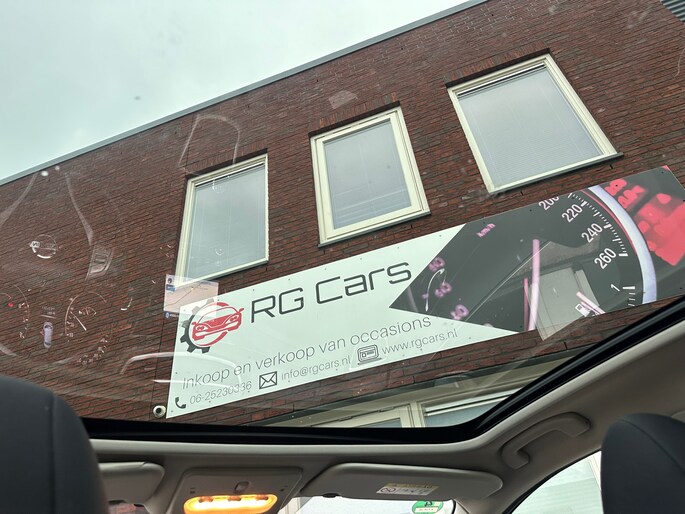 RG Cars
Inkoop en verkoop van occasions
06-25230336 info@rgcars.nl www.rgcars.nl
200
220
240
260
km/h